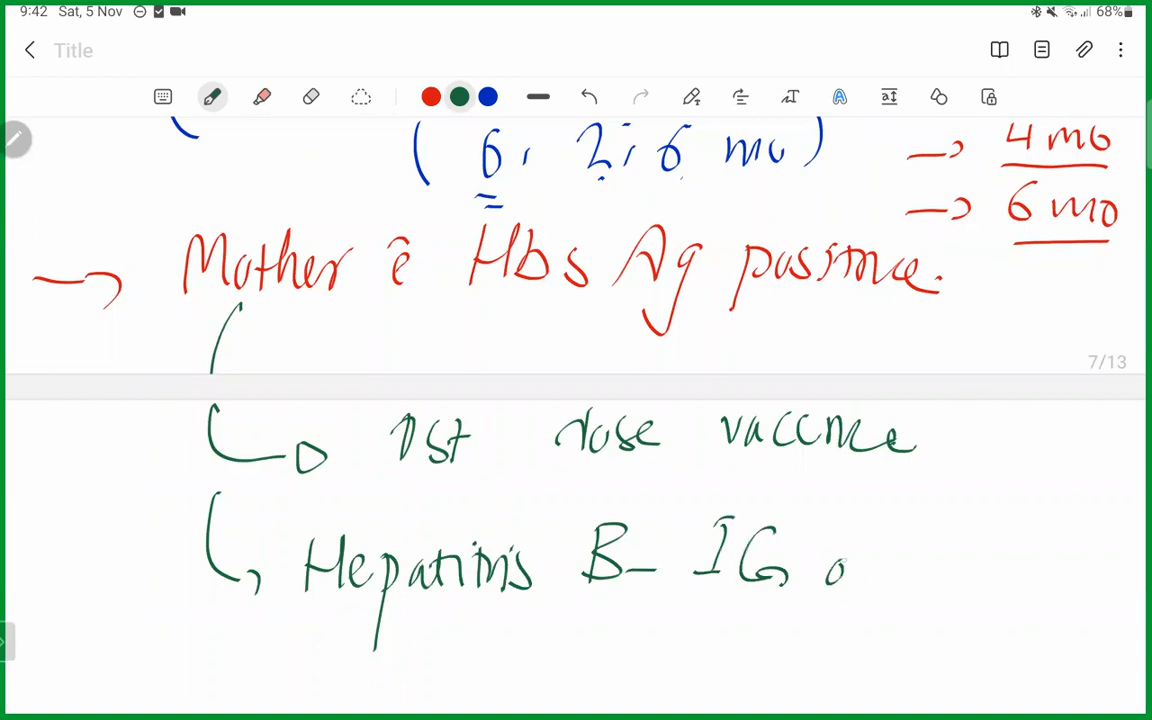 9:42 Sat, 5 Nov
68%
Title
( 6, 2, 6 mo )
→ 4 mo
→ 6 mo
→ Mother c̄ HbsAg positive.
7/13
1st dose vaccine
Hepatitis B- IG